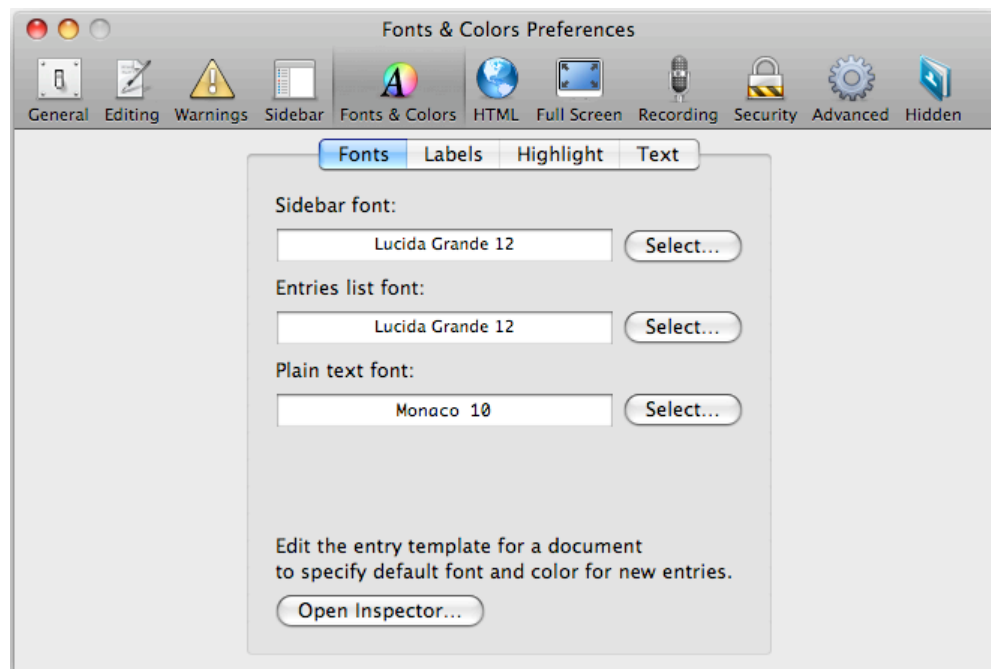 Fonts & Colors Preferences
General Editing Warnings Sidebar Fonts & Colors HTML Full Screen Recording Security Advanced Hidden
Fonts Labels Highlight Text
Sidebar font:
Lucida Grande 12 Select...
Entries list font:
Lucida Grande 12 Select...
Plain text font:
Monaco 10 Select...
Edit the entry template for a document
to specify default font and color for new entries.
Open Inspector...